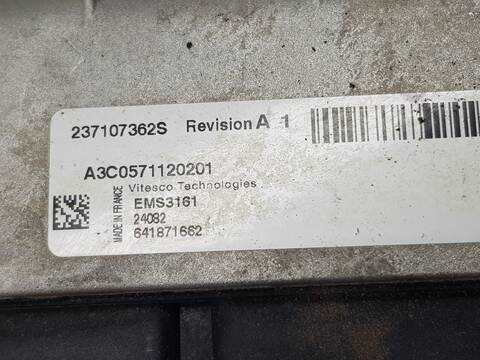 237107362S Revision A 1
A3C0571120201
Vitesco Technologies
MADE IN FRANCE
EMS3161
24082
641871662